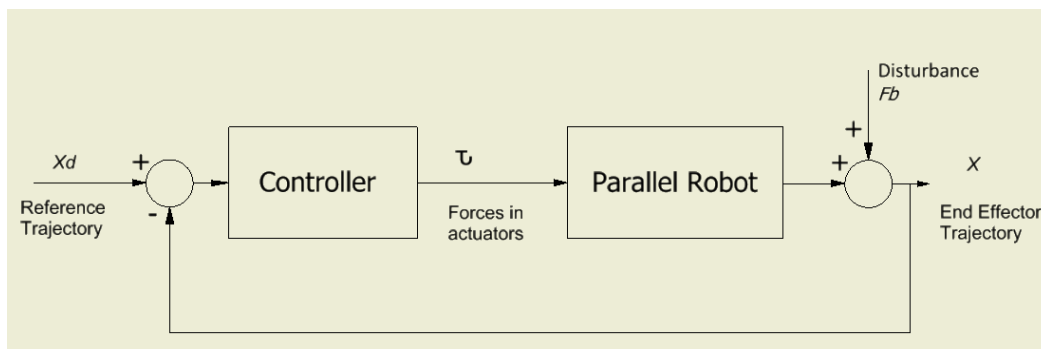 Disturbance
Fb
+
Xd
+
Controller
τ
Parallel Robot
+
X
Reference
Trajectory
-
Forces in
actuators
End Effector
Trajectory